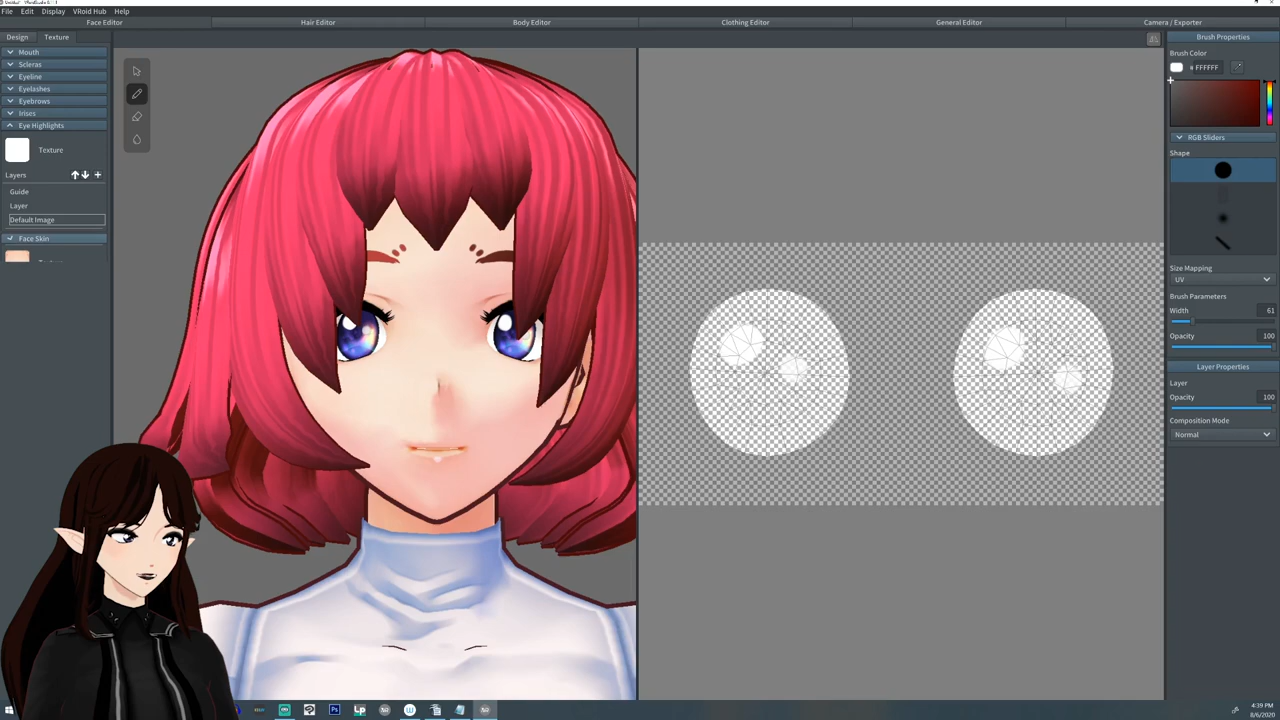 File Edit Display VRoid Hub Help
Face Editor Hair Editor Body Editor Clothing Editor General Editor Camera / Exporter
Design Texture
Mouth
Scleras
Eyeline
Eyelashes
Eyebrows
Irises
Eye Highlights
Texture
Layers
Guide
Layer
Default Image
Face Skin
Brush Properties
Brush Color
FFFFFF
RGB Sliders
Shape
Size Mapping
UV
Brush Parameters
Width 61
Opacity 100
Layer Properties
Layer
Opacity 100
Composition Mode
Normal
Ps
4:39 PM
8/6/2020